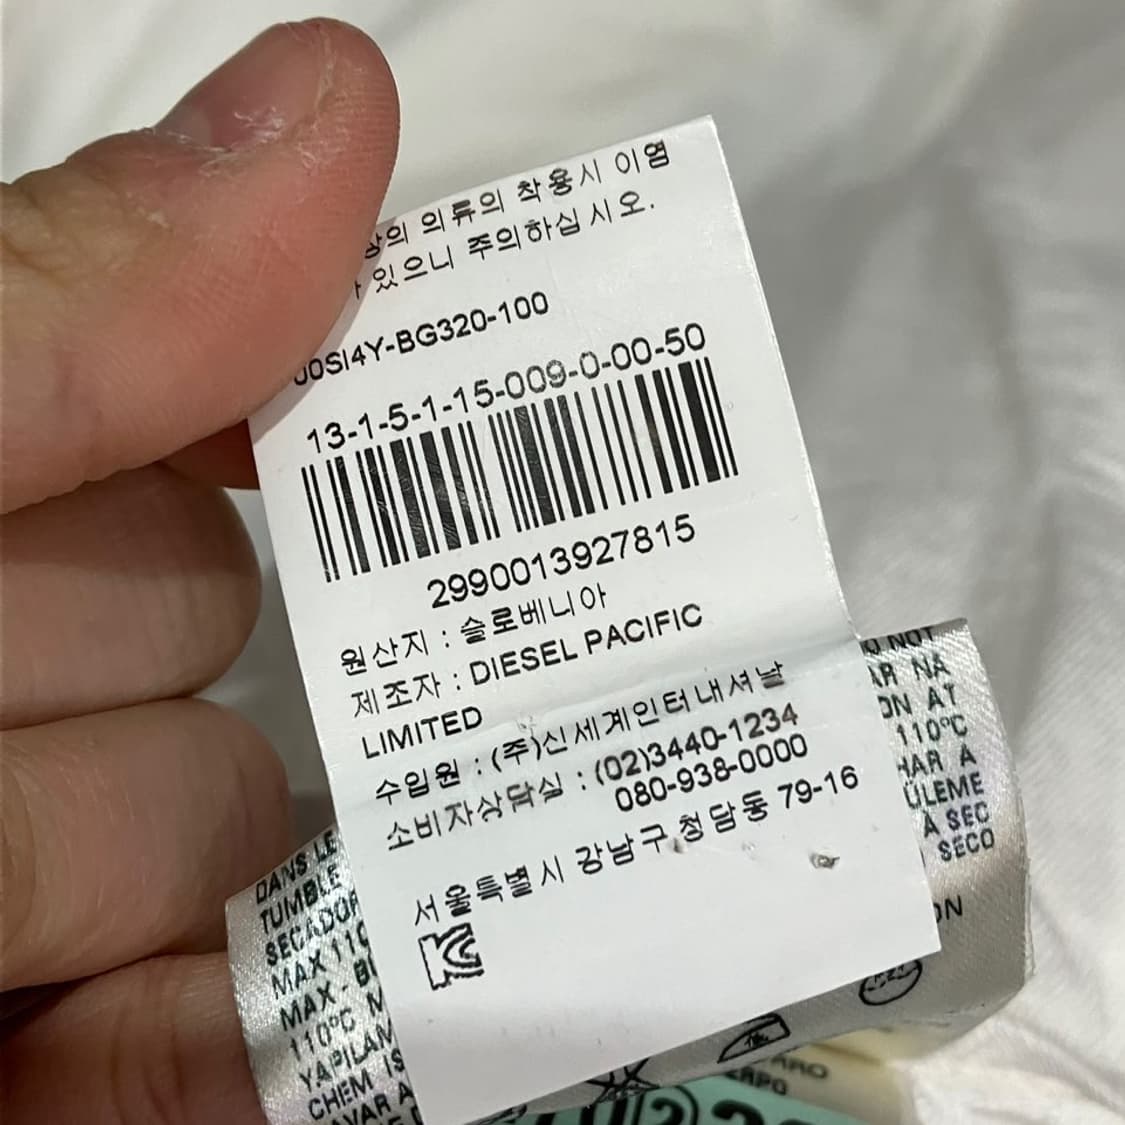 의 의류의 착용시 이염
있으니 주의하십시오.
00SI4Y-BG320-100
13-1-5-1-15-009-0-00-50
2990013927815
원산지 : 슬로베니아
제조자 : DIESEL PACIFIC
LIMITED
수입원 : (주)신세계인터내셔날
소비자상담실 : (02)3440-1234
080-938-0000
서울특별시 강남구 청담동 79-16
DANS LE
TUMBLE
SECADOR
MAX 110
MAX -
110°C
CHEM IS
NOT
NA
ON AT
110°C
HAR A
A SEC
SECO